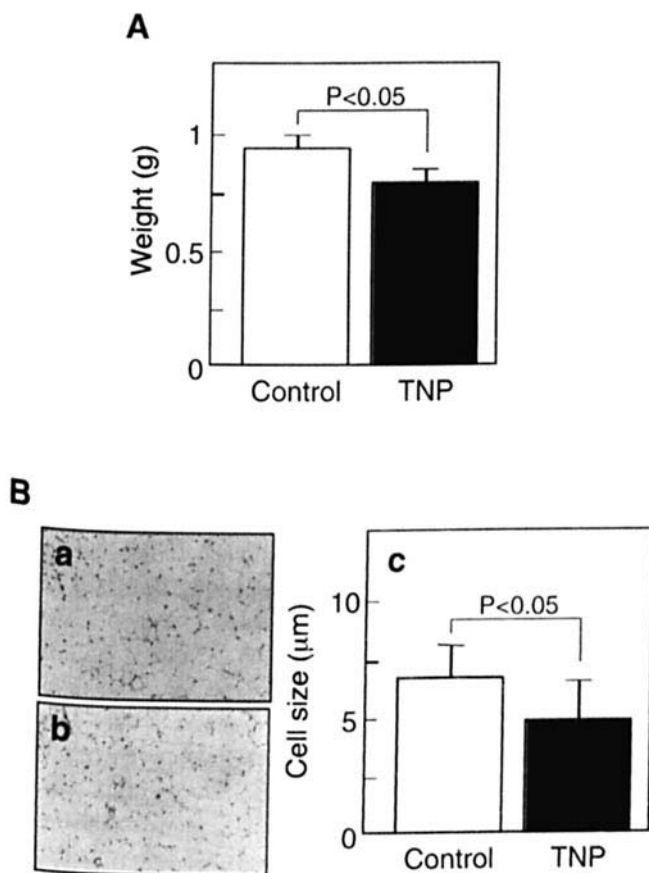 A
P<0.05
1
0.5
0
Weight (g)
Control TNP
B
a
b
c
P<0.05
10
5
0
Cell size (μm)
Control TNP